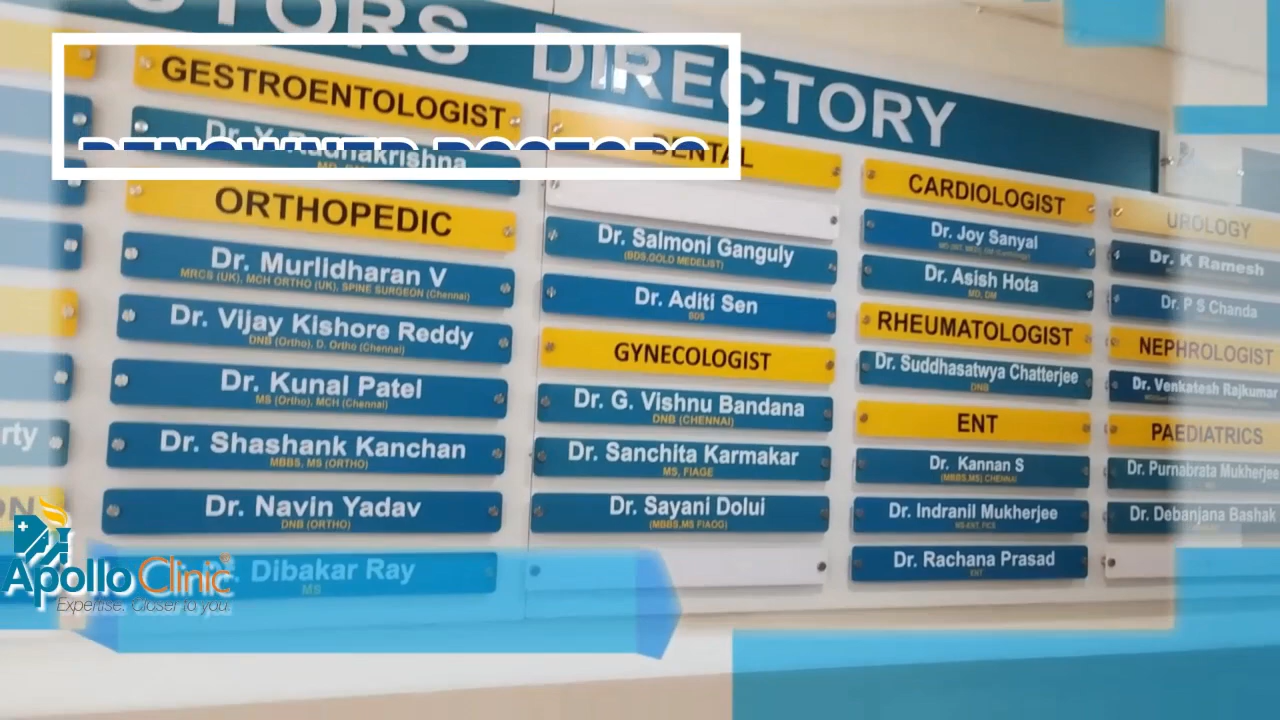 TORS DIRECTORY
GESTROENTOLOGIST
Dr.
RENOWNED DOCTORS
ORTHOPEDIC
Dr. Murlidharan V
MRCS (UK), MCH ORTHO (UK), SPINE SURGEON (Chennai)
Dr. Vijay Kishore Reddy
DNB (Ortho), D. Ortho (Chennai)
Dr. Kunal Patel
MS (Ortho), MCH (Chennai)
Dr. Shashank Kanchan
MBBS, MS (ORTHO)
Dr. Navin Yadav
DNB (ORTHO)
Dibakar Ray
MS
DENTAL
Dr. Salmoni Ganguly
(BDS,GOLD MEDELIST)
Dr. Aditi Sen
BDS
GYNECOLOGIST
Dr. G. Vishnu Bandana
DNB (CHENNAI)
Dr. Sanchita Karmakar
MS, FIAGE
Dr. Sayani Dolui
(MBBS,MS FIAOG)
CARDIOLOGIST
Dr. Joy Sanyal
Dr. Asish Hota
MD, DM
RHEUMATOLOGIST
Dr. Suddhasatwya Chatterjee
DNB
ENT
Dr. Kannan S
(MBBS,MS) CHENNAI
Dr. Indranil Mukherjee
MS-ENT, FICS
Dr. Rachana Prasad
ENT
UROLOGY
Dr. K Ramesh
Dr. P S Chanda
NEPHROLOGIST
Dr. Venkatesh Rajkumar
PAEDIATRICS
Dr. Purnabrata Mukherjee
Dr. Debanjana Bashak
rty
ON
Apollo Clinic
Expertise. Closer to you.